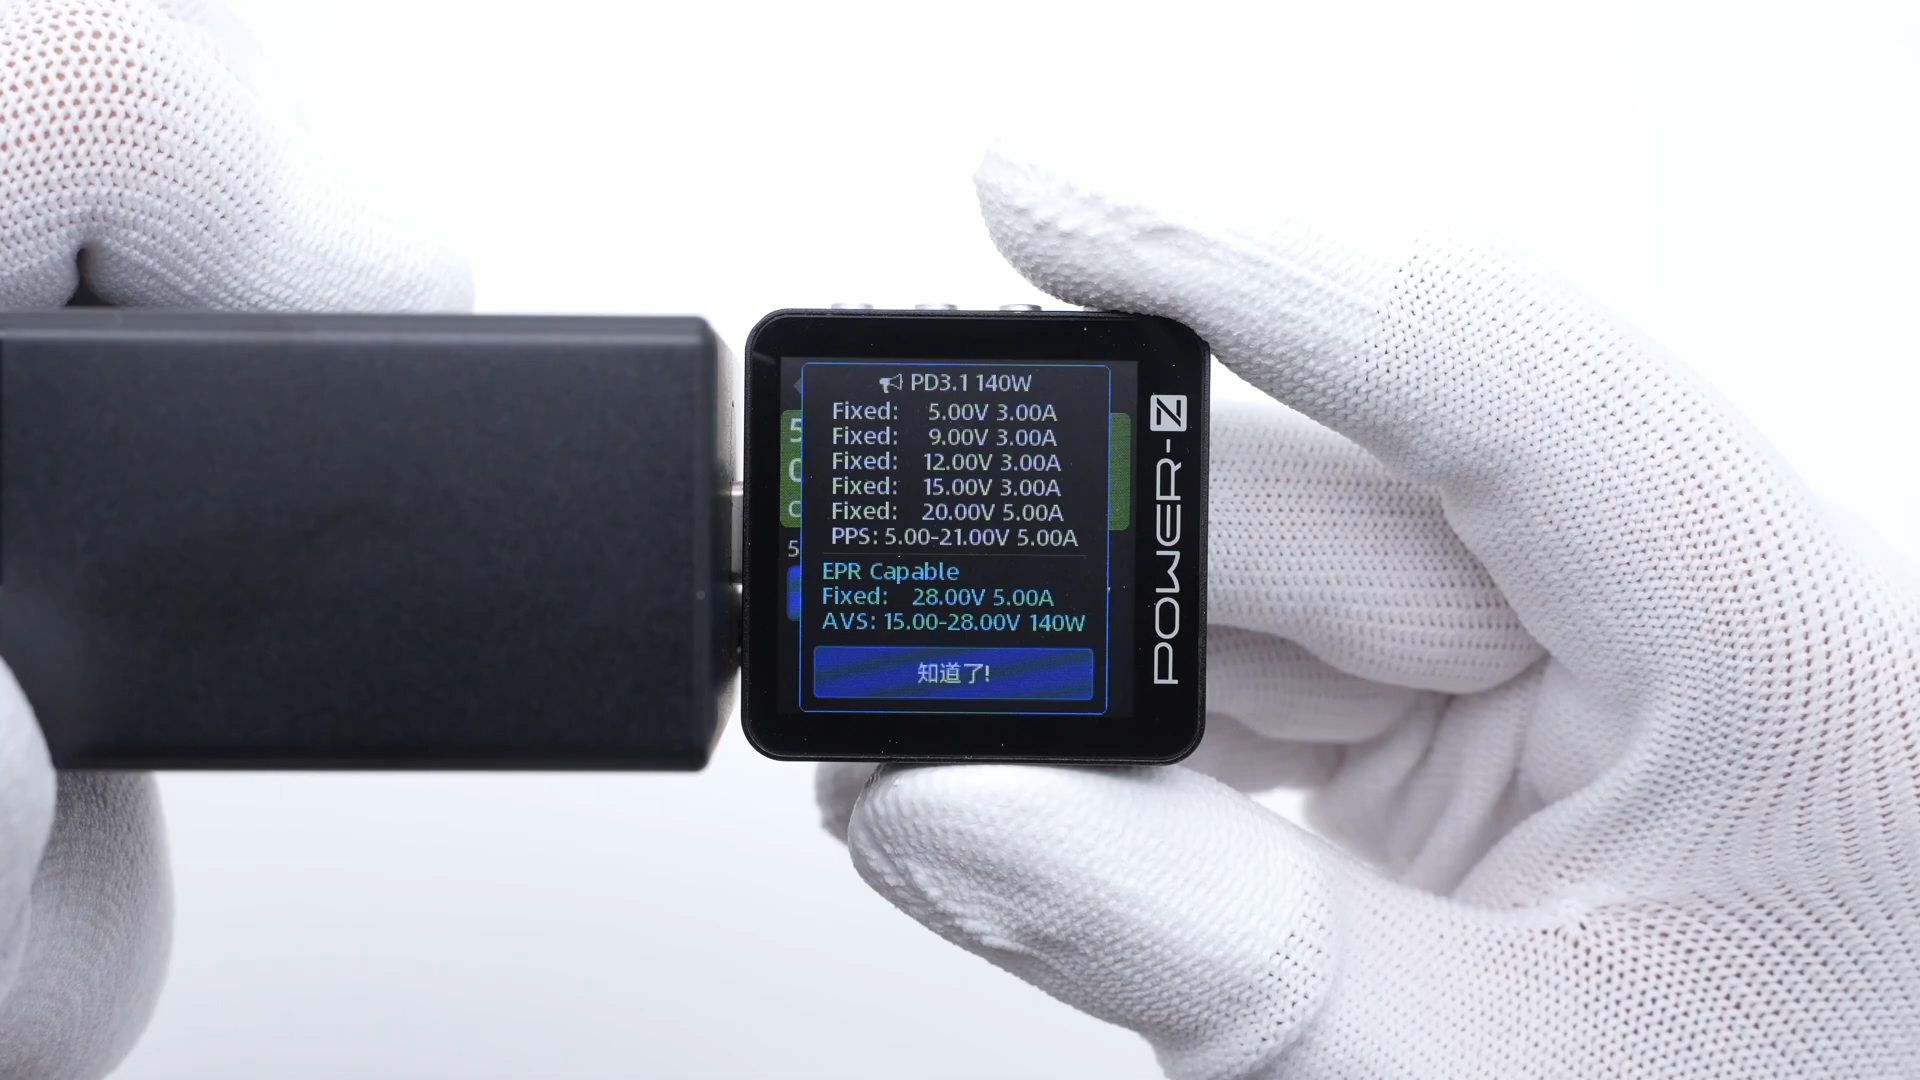 PD3.1 140W
Fixed: 5.00V 3.00A
Fixed: 9.00V 3.00A
Fixed: 12.00V 3.00A
Fixed: 15.00V 3.00A
Fixed: 20.00V 5.00A
PPS: 5.00-21.00V 5.00A
EPR Capable
Fixed: 28.00V 5.00A
AVS: 15.00-28.00V 140W
知道了!
POWER-Z